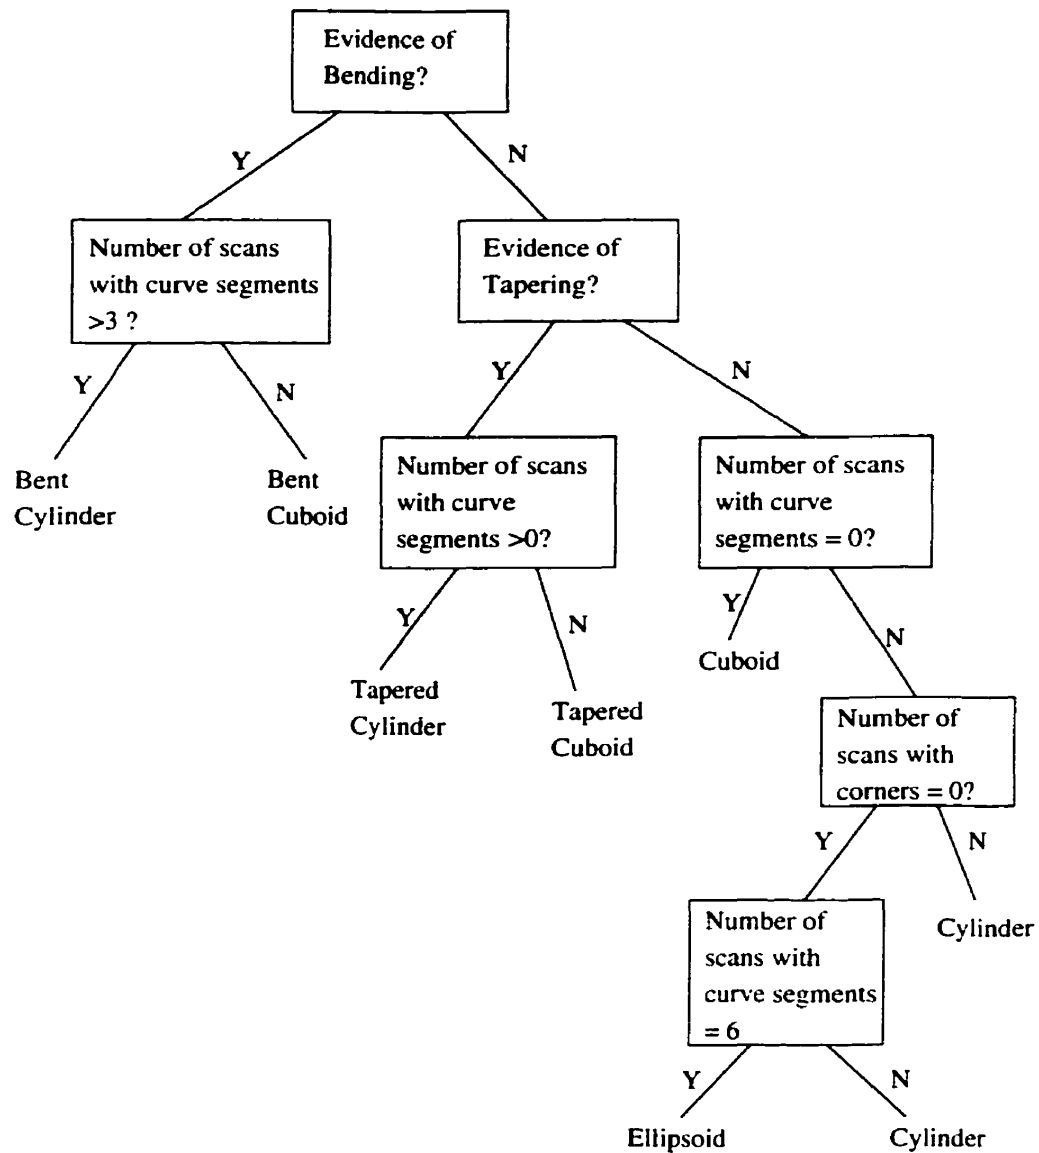 Evidence of
Bending?
Y
N
Number of scans
with curve segments
>3 ?
Evidence of
Tapering?
Y
N
Y
N
Bent
Cylinder
Bent
Cuboid
Number of scans
with curve
segments >0?
Number of scans
with curve
segments = 0?
Y
N
Y
N
Tapered
Cylinder
Tapered
Cuboid
Cuboid
Number of
scans with
corners = 0?
Y
N
Number of
scans with
curve segments
= 6
Cylinder
Y
N
Ellipsoid
Cylinder